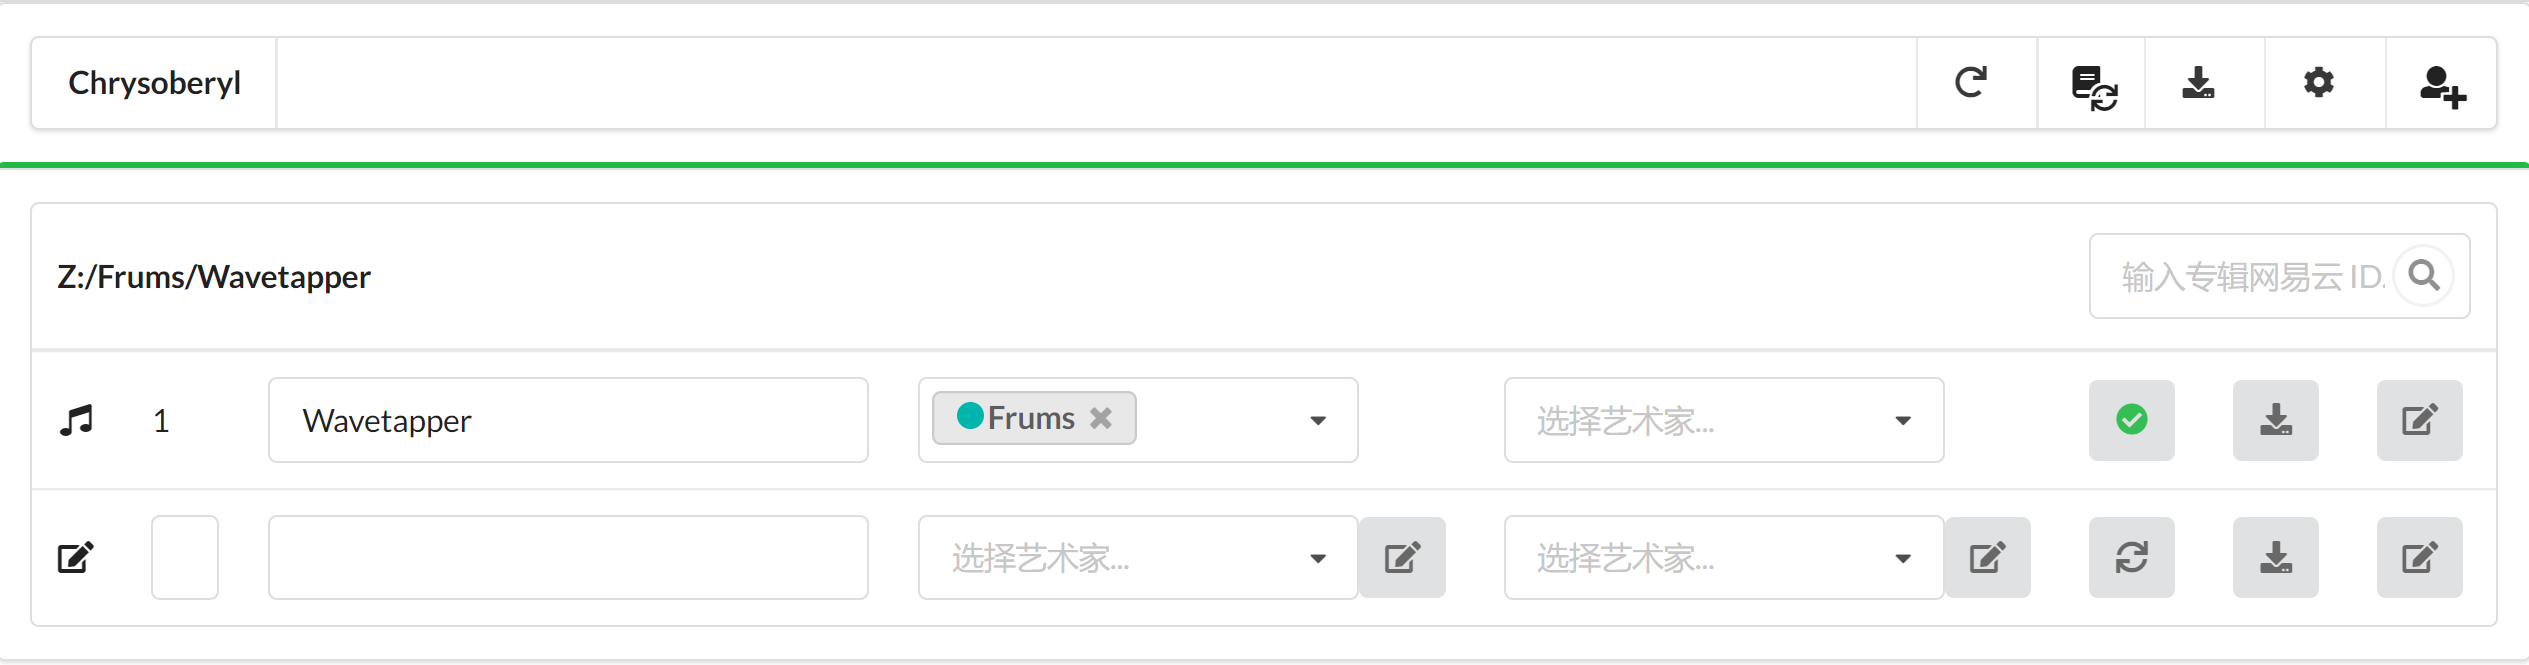 Chrysoberyl
Z:/Frums/Wavetapper
输入专辑网易云 ID.
1
Wavetapper
Frums
选择艺术家...
选择艺术家...
选择艺术家...